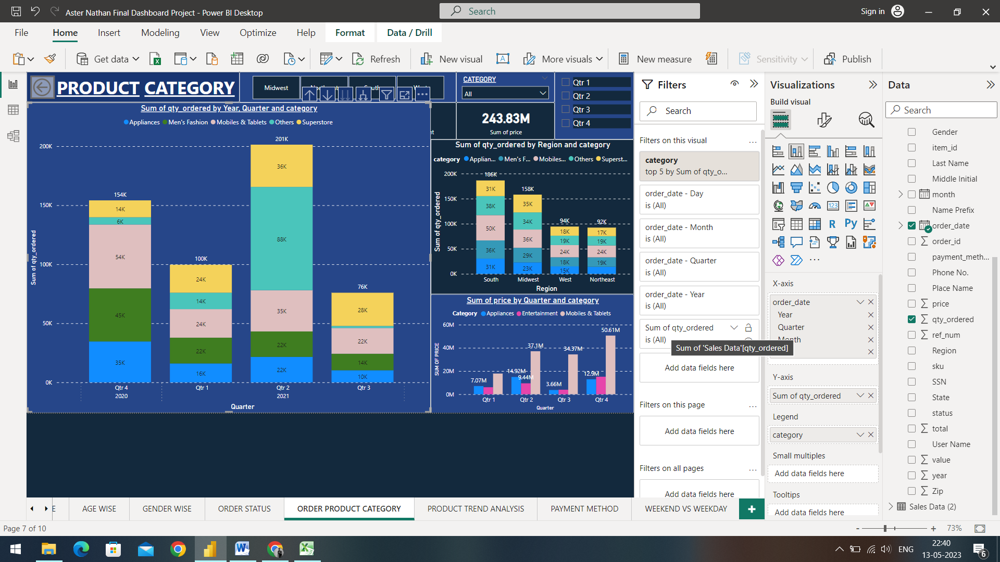 Aster Nathan Final Dashboard Project - Power BI Desktop
Search
Sign in
File Home Insert Modeling View Optimize Help Format Data / Drill
Get data
Refresh
New visual
More visuals
New measure
Sensitivity
Publish
PRODUCT CATEGORY
Midwest
CATEGORY
All
Qtr 1
Qtr 2
Qtr 3
Qtr 4
243.83M
Sum of price
Sum of qty_ordered by Year, Quarter and category
Appliances Men's Fashion Mobiles & Tablets Others Superstore
Sum of qty_ordered
200K
150K
100K
50K
0K
154K
14K
6K
54K
45K
35K
100K
24K
14K
24K
22K
16K
201K
36K
88K
35K
22K
22K
76K
28K
22K
14K
10K
Qtr 4 Qtr 1 Qtr 2 Qtr 3
2020 2021
Quarter
Sum of qty_ordered by Region and category
category Applian... Men's F... Mobiles... Others Superst...
Sum of qty_ordered
200K
150K
100K
50K
0K
186K
31K
38K
50K
36K
31K
158K
35K
34K
36K
29K
23K
94K
18K
19K
24K
18K
15K
92K
17K
19K
24K
19K
South Midwest West Northeast
Region
Sum of price by Quarter and category
Category Appliances Entertainment Mobiles & Tablets
SUM OF PRICE
60M
40M
20M
0M
7.07M
14.92M
9.44M
37.1M
3.66M
34.37M
12.9M
50.61M
Qtr 1 Qtr 2 Qtr 3 Qtr 4
Quarter
Filters
Search
Filters on this visual
...
category
top 5 by Sum of qty_o...
order_date - Day
is (All)
order_date - Month
is (All)
order_date - Quarter
is (All)
order_date - Year
is (All)
Sum of qty_ordered
is (All)
Sum of 'Sales Data'[qty_ordered]
Add data fields here
Filters on this page
...
Add data fields here
Filters on all pages
...
Add data fields here
Visualizations
Build visual
123
R
Py
...
X-axis
order_date
Year
Quarter
Month
Y-axis
Sum of qty_ordered
Legend
category
Small multiples
Add data fields here
Tooltips
Add data fields here
Data
Search
Gender
item_id
Last Name
Middle Initial
month
Name Prefix
order_date
order_id
payment_meth...
Phone No.
Place Name
price
qty_ordered
ref_num
Region
sku
SSN
State
status
total
User Name
value
year
Zip
Sales Data (2)
E
AGE WISE
GENDER WISE
ORDER STATUS
ORDER PRODUCT CATEGORY
PRODUCT TREND ANALYSIS
PAYMENT METHOD
WEEKEND VS WEEKDAY
+
Page 7 of 10
- + 73%
ENG
22:40
13-05-2023
6